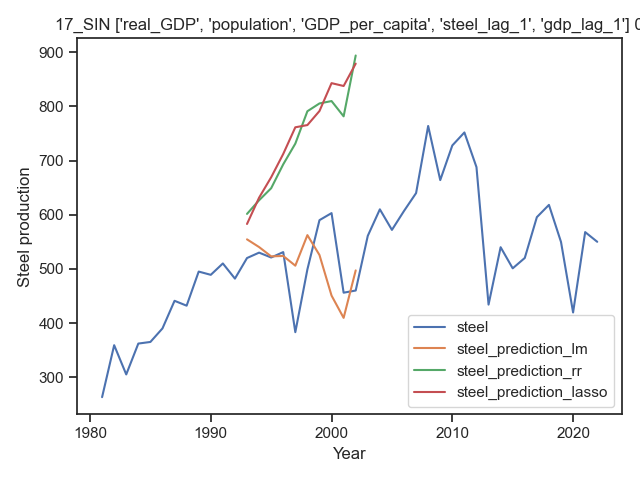 17_SIN ['real_GDP', 'population', 'GDP_per_capita', 'steel_lag_1', 'gdp_lag_1'] 0
900
800
700
600
500
400
300
Steel production
1980
1990
2000
2010
2020
Year
steel
steel_prediction_lm
steel_prediction_rr
steel_prediction_lasso